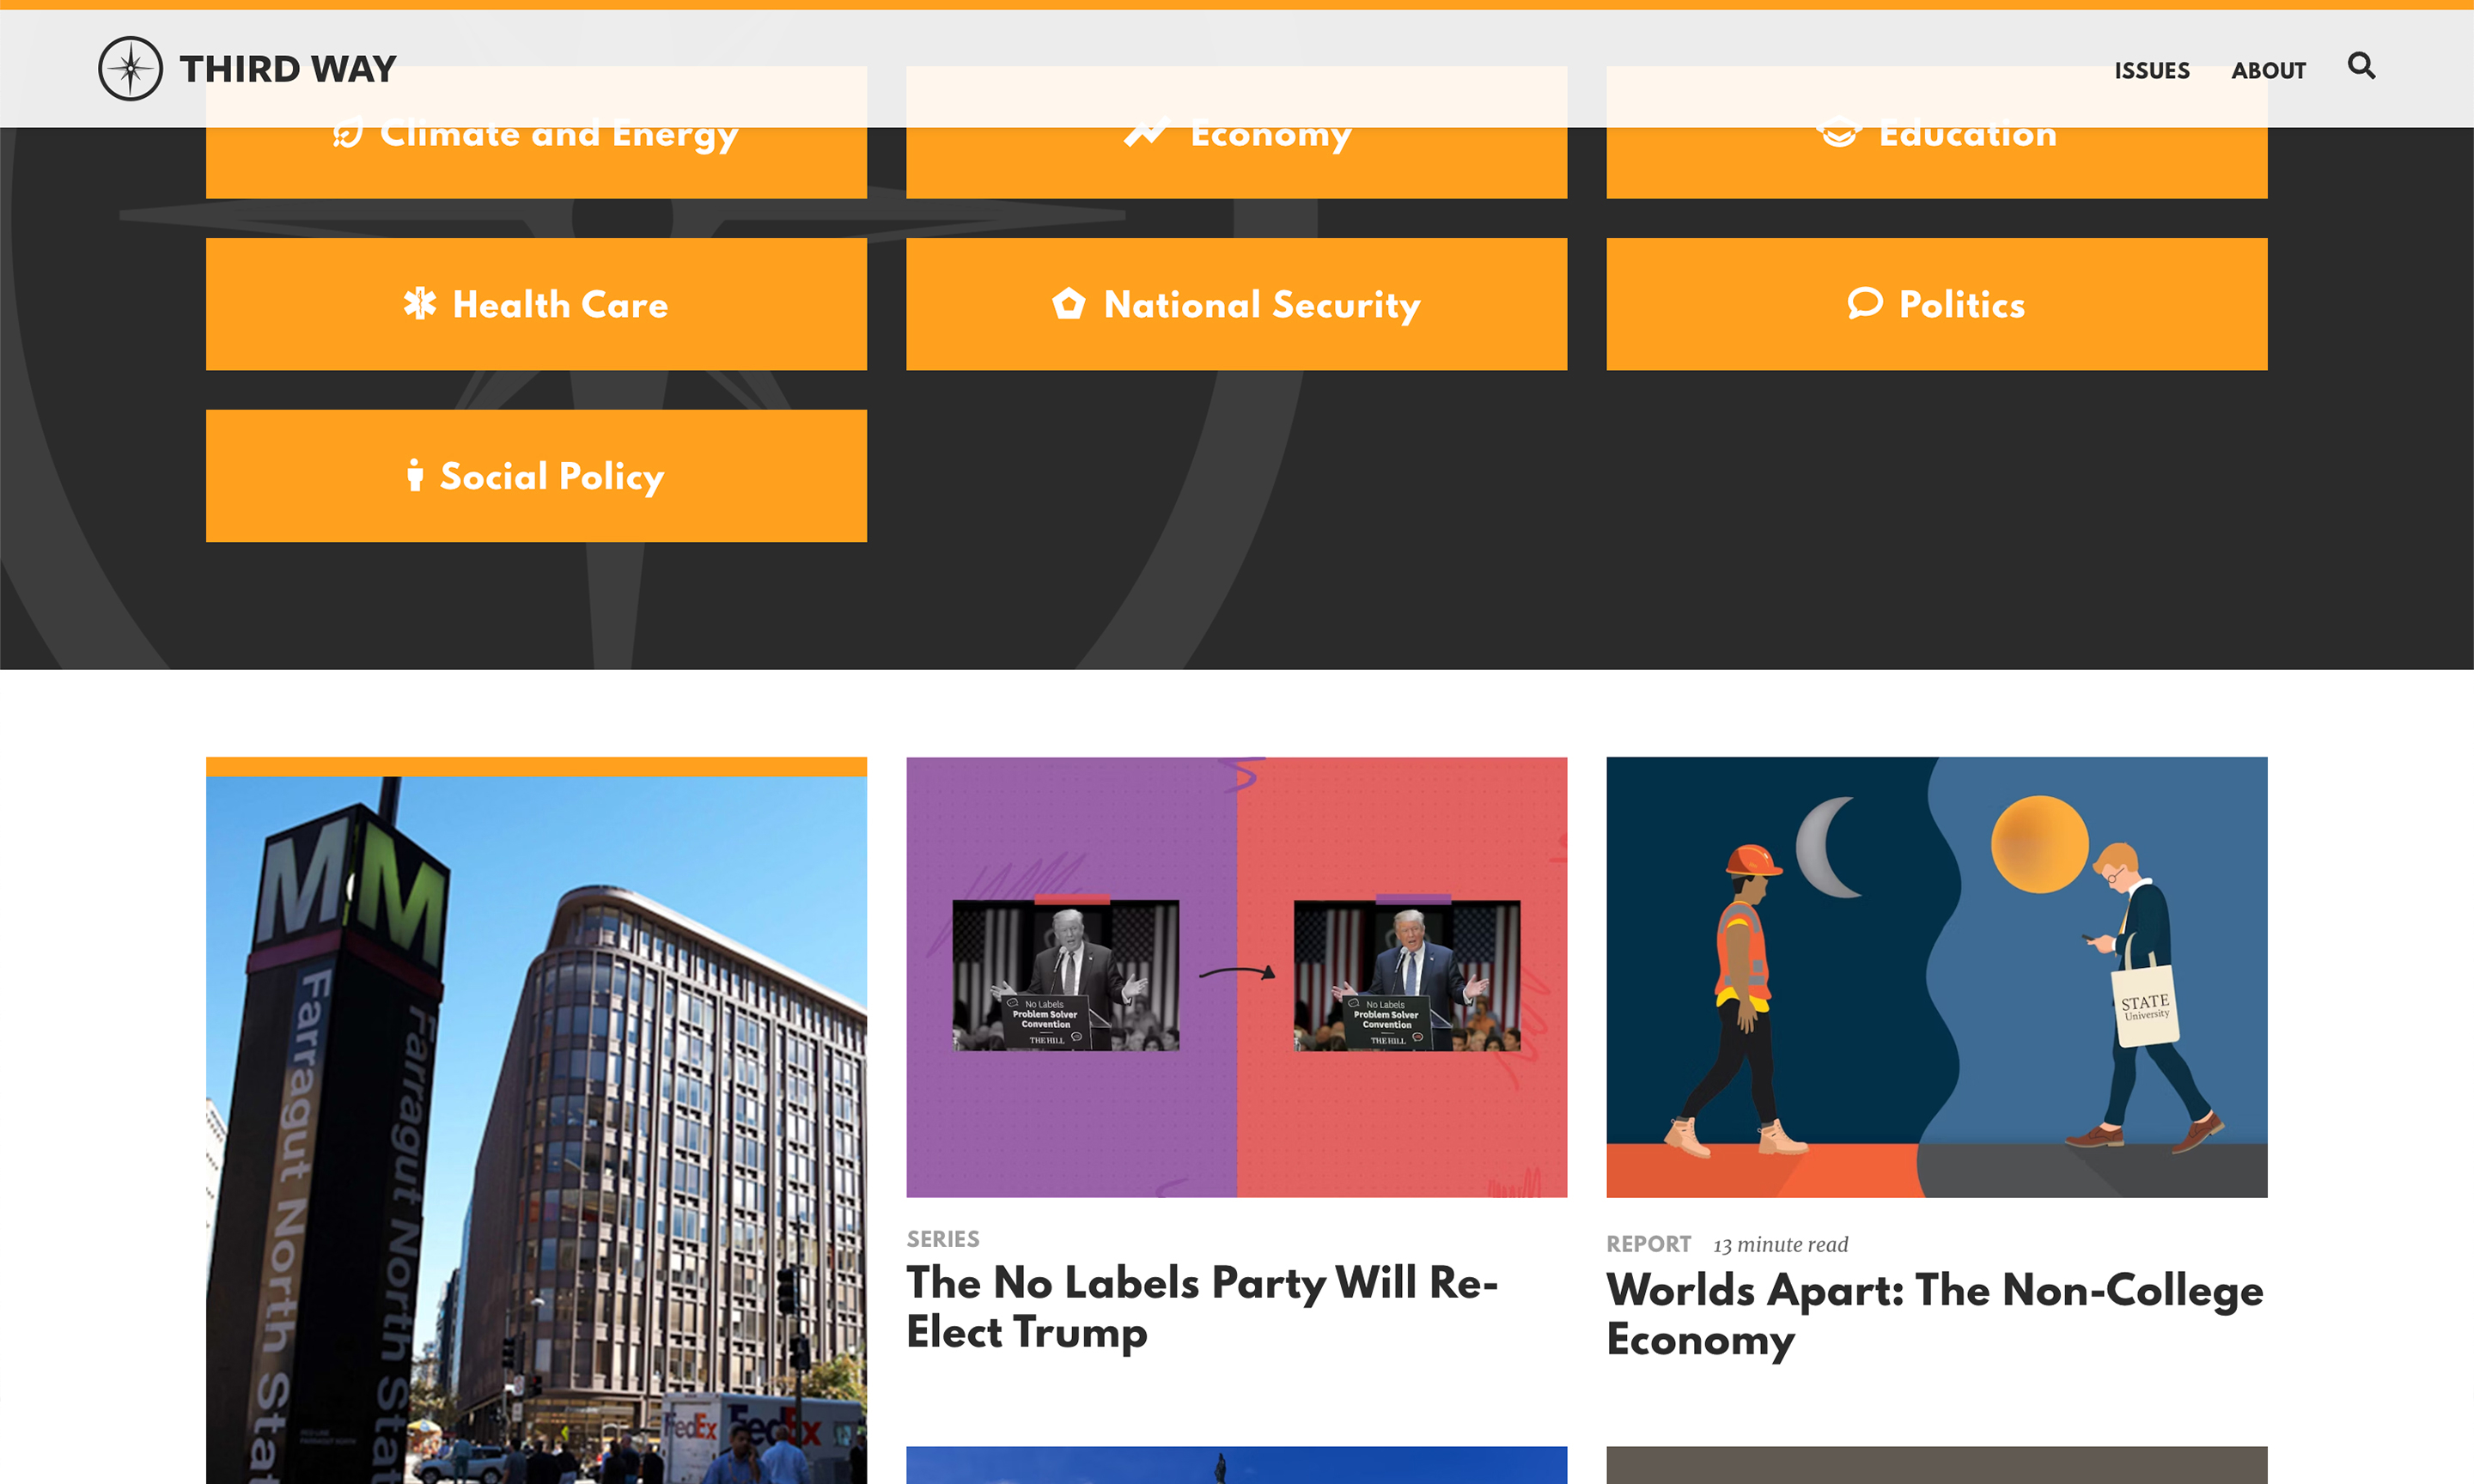 THIRD WAY
ISSUES ABOUT
Climate and Energy
Economy
Education
Health Care
National Security
Politics
Social Policy
M M
Farragut North Stat
Farragut North Stat
FedEx
FedEx
No Labels
Problem Solver
Convention
THE HILL
No Labels
Problem Solver
Convention
THE HILL
STATE
University
SERIES
The No Labels Party Will Re-
Elect Trump
REPORT 13 minute read
Worlds Apart: The Non-College
Economy